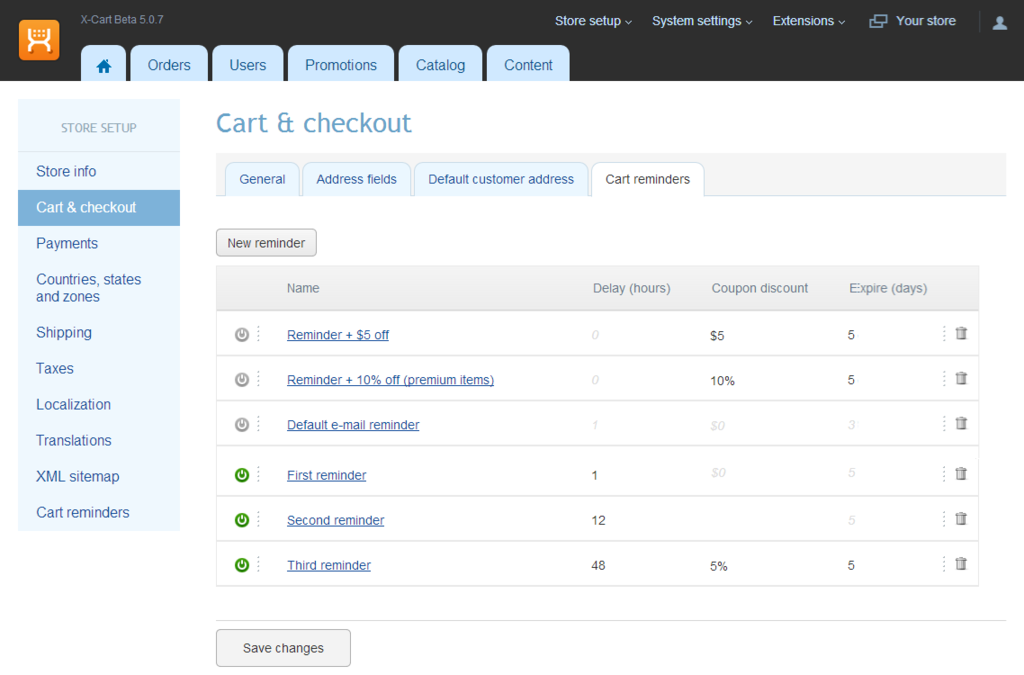 X-Cart Beta 5.0.7
Store setup System settings Extensions Your store
Orders Users Promotions Catalog Content
STORE SETUP
Store info
Cart & checkout
Payments
Countries, states
and zones
Shipping
Taxes
Localization
Translations
XML sitemap
Cart reminders
Cart & checkout
General Address fields Default customer address Cart reminders
New reminder
Name Delay (hours) Coupon discount Expire (days)
Reminder + $5 off 0 $5 5
Reminder + 10% off (premium items) 0 10% 5
Default e-mail reminder 1 $0 3
First reminder 1 $0 5
Second reminder 12 5
Third reminder 48 5% 5
Save changes